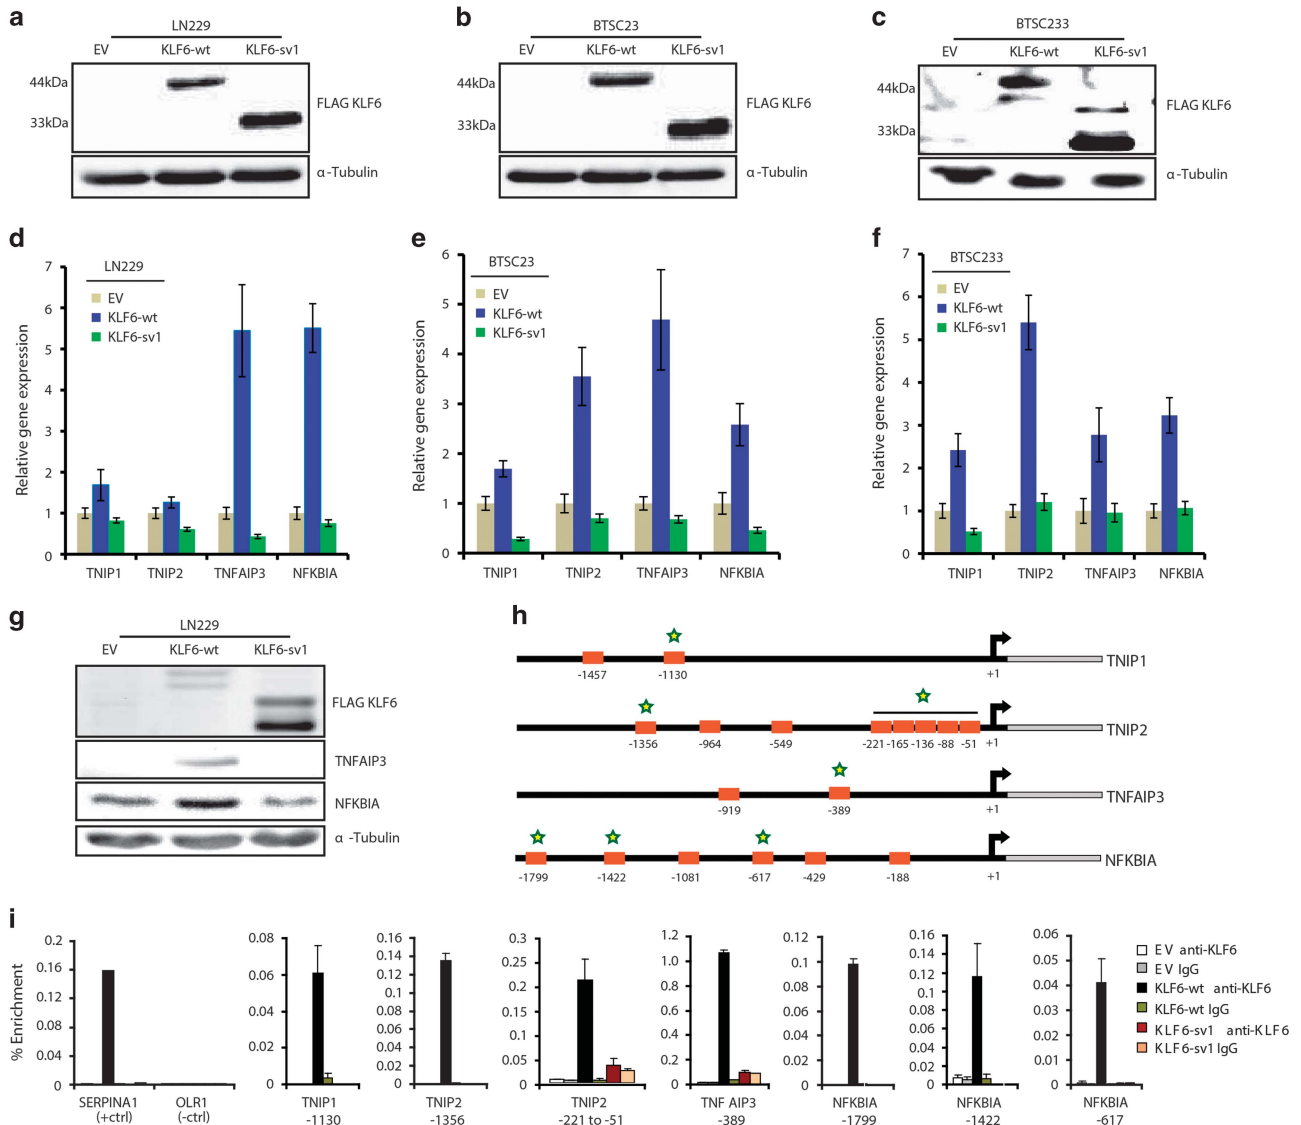 a
LN229
EV KLF6-wt KLF6-sv1
44kDa
33kDa
FLAG KLF6
α-Tubulin
b
BTSC23
EV KLF6-wt KLF6-sv1
44kDa
33kDa
FLAG KLF6
α-Tubulin
c
BTSC233
EV KLF6-wt KLF6-sv1
44kDa
33kDa
FLAG KLF6
α-Tubulin
d
LN229
EV
KLF6-wt
KLF6-sv1
Relative gene expression
7
6
5
4
3
2
1
0
TNIP1 TNIP2 TNFAIP3 NFKBIA
e
BTSC23
EV
KLF6-wt
KLF6-sv1
Relative gene expression
6
5
4
3
2
1
0
TNIP1 TNIP2 TNFAIP3 NFKBIA
f
BTSC233
EV
KLF6-wt
KLF6-sv1
Relative gene expression
7
6
5
4
3
2
1
0
TNIP1 TNIP2 TNFAIP3 NFKBIA
g
LN229
EV KLF6-wt KLF6-sv1
FLAG KLF6
TNFAIP3
NFKBIA
α-Tubulin
h
-1457 -1130 +1 TNIP1
-1356 -964 -549 -221 -165 -136 -88 -51 +1 TNIP2
-919 -389 +1 TNFAIP3
-1799 -1422 -1081 -617 -429 -188 +1 NFKBIA
i
% Enrichment
0.2
0.16
0.12
0.08
0.04
0
SERPINA1 OLR1
(+ctrl) (-ctrl)
0.08
0.06
0.04
0.02
0
TNIP1
-1130
0.16
0.14
0.12
0.10
0.08
0.06
0.04
0.02
0
TNIP2
-1356
0.3
0.25
0.2
0.15
0.1
0.05
0
TNIP2
-221 to -51
1.2
1.0
0.8
0.6
0.4
0.2
0
TNF AIP3
-389
0.12
0.1
0.08
0.06
0.04
0.02
0
NFKBIA
-1799
0.16
0.14
0.12
0.1
0.08
0.06
0.04
0.02
0
NFKBIA
-1422
0.06
0.05
0.04
0.03
0.02
0.01
0
NFKBIA
-617
EV anti-KLF6
EV IgG
KLF6-wt anti-KLF6
KLF6-wt IgG
KLF6-sv1 anti-KLF6
KLF6-sv1 IgG